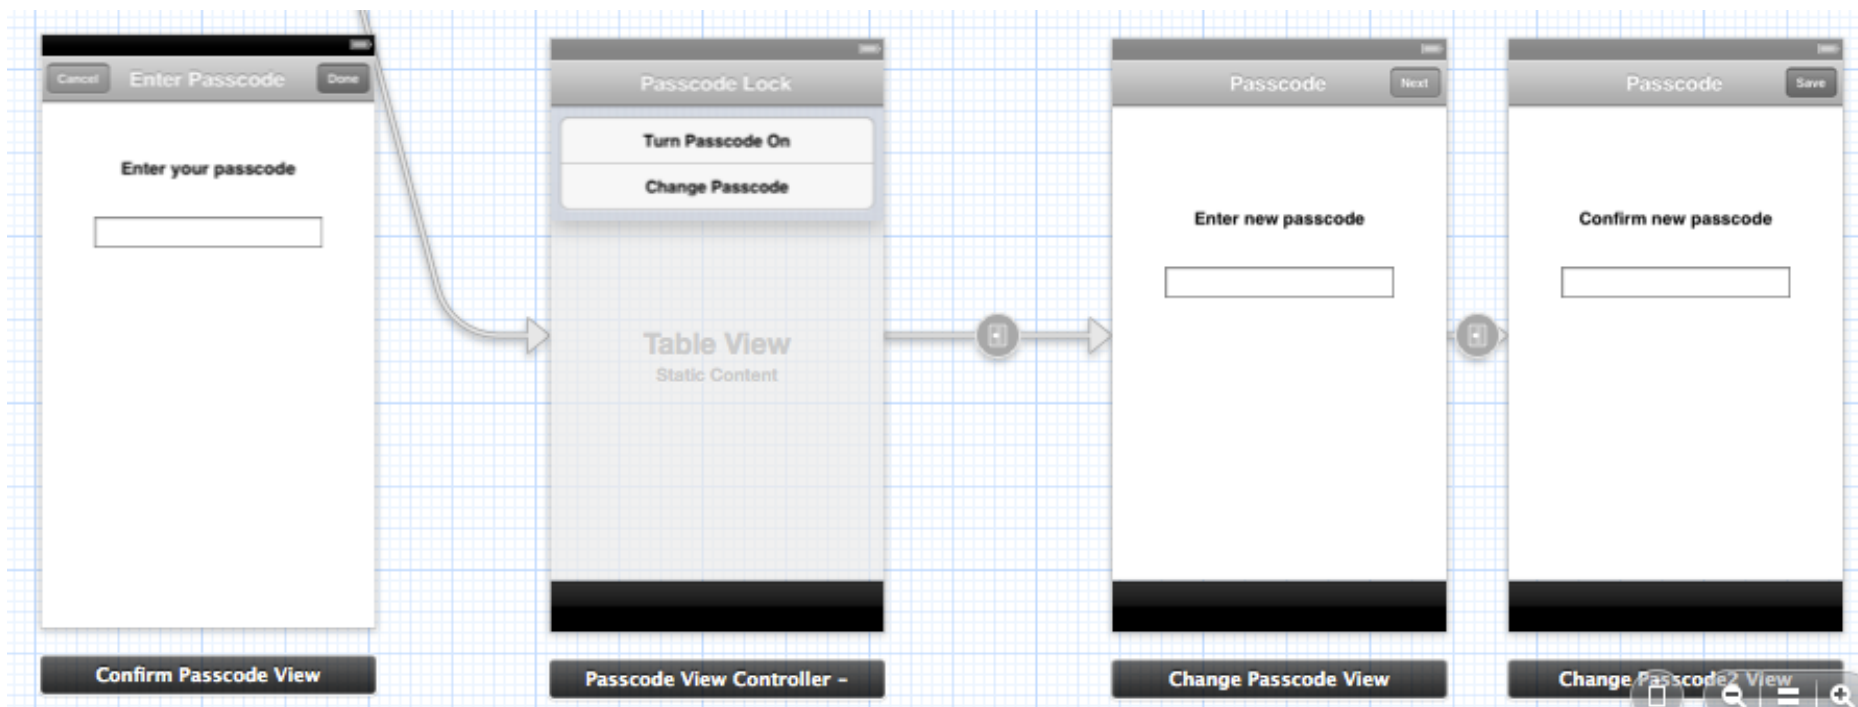 Cancel Enter Passcode Done
Enter your passcode
Confirm Passcode View
Passcode Lock
Turn Passcode On
Change Passcode
Table View
Static Content
Passcode View Controller –
Passcode Next
Enter new passcode
Change Passcode View
Passcode Save
Confirm new passcode
Change Passcode2 View